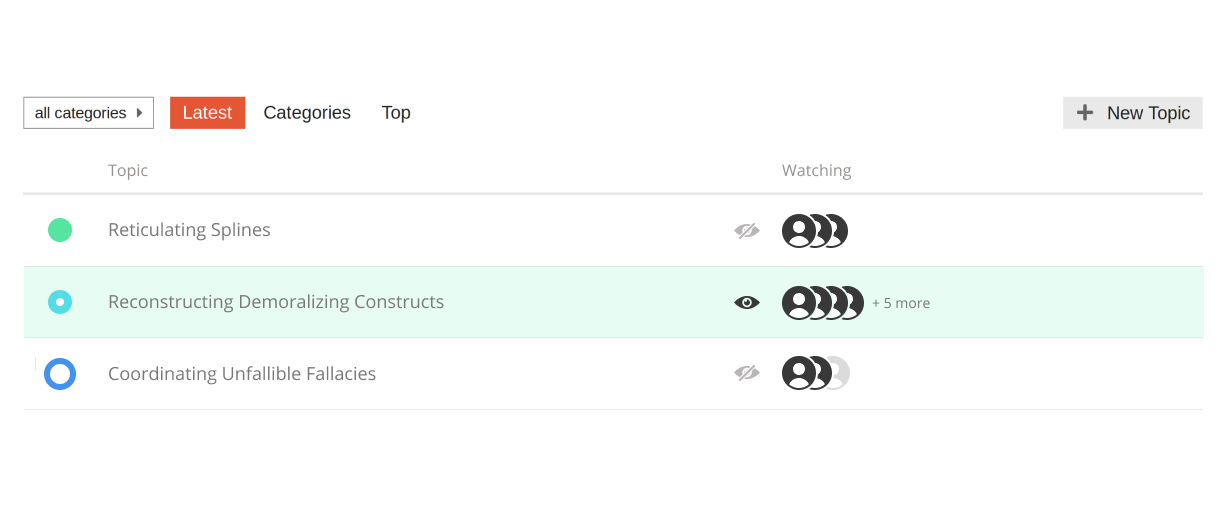 all categories Latest Categories Top New Topic
Topic Watching
Reticulating Splines
Reconstructing Demoralizing Constructs + 5 more
Coordinating Unfallible Fallacies